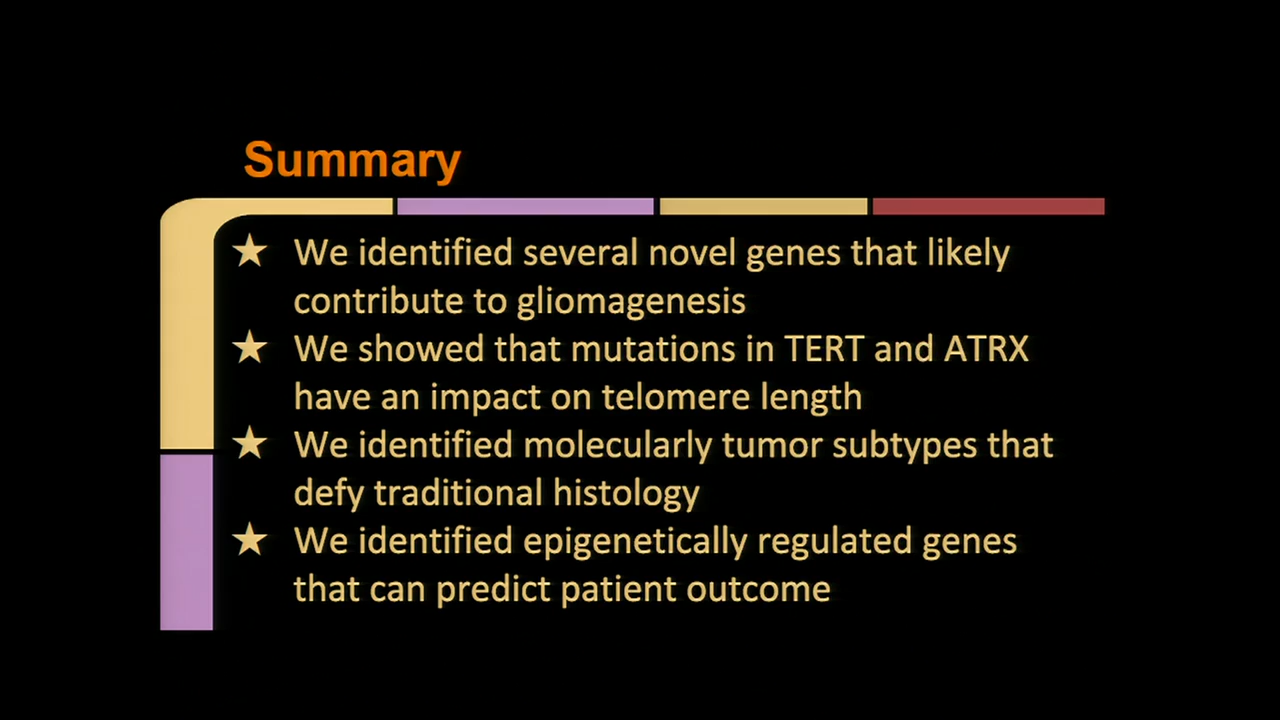 Summary
★ We identified several novel genes that likely
contribute to gliomagenesis
★ We showed that mutations in TERT and ATRX
have an impact on telomere length
★ We identified molecularly tumor subtypes that
defy traditional histology
★ We identified epigenetically regulated genes
that can predict patient outcome